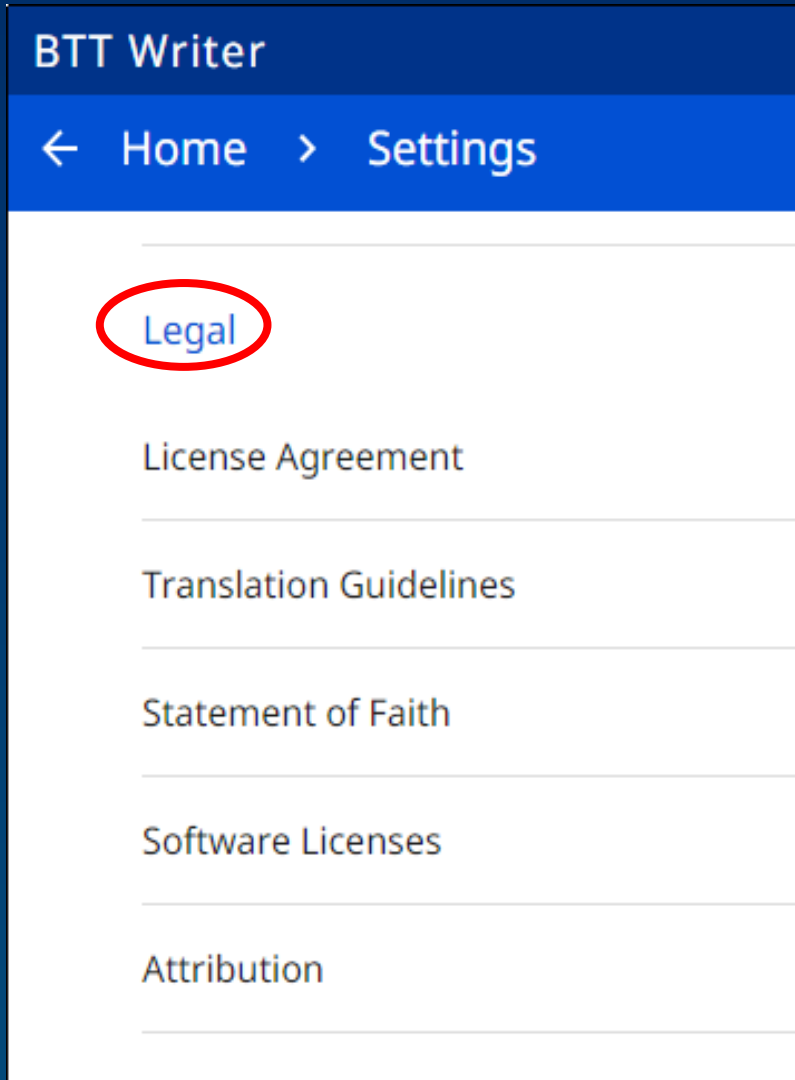 BTT Writer
← Home > Settings
Legal
License Agreement
Translation Guidelines
Statement of Faith
Software Licenses
Attribution